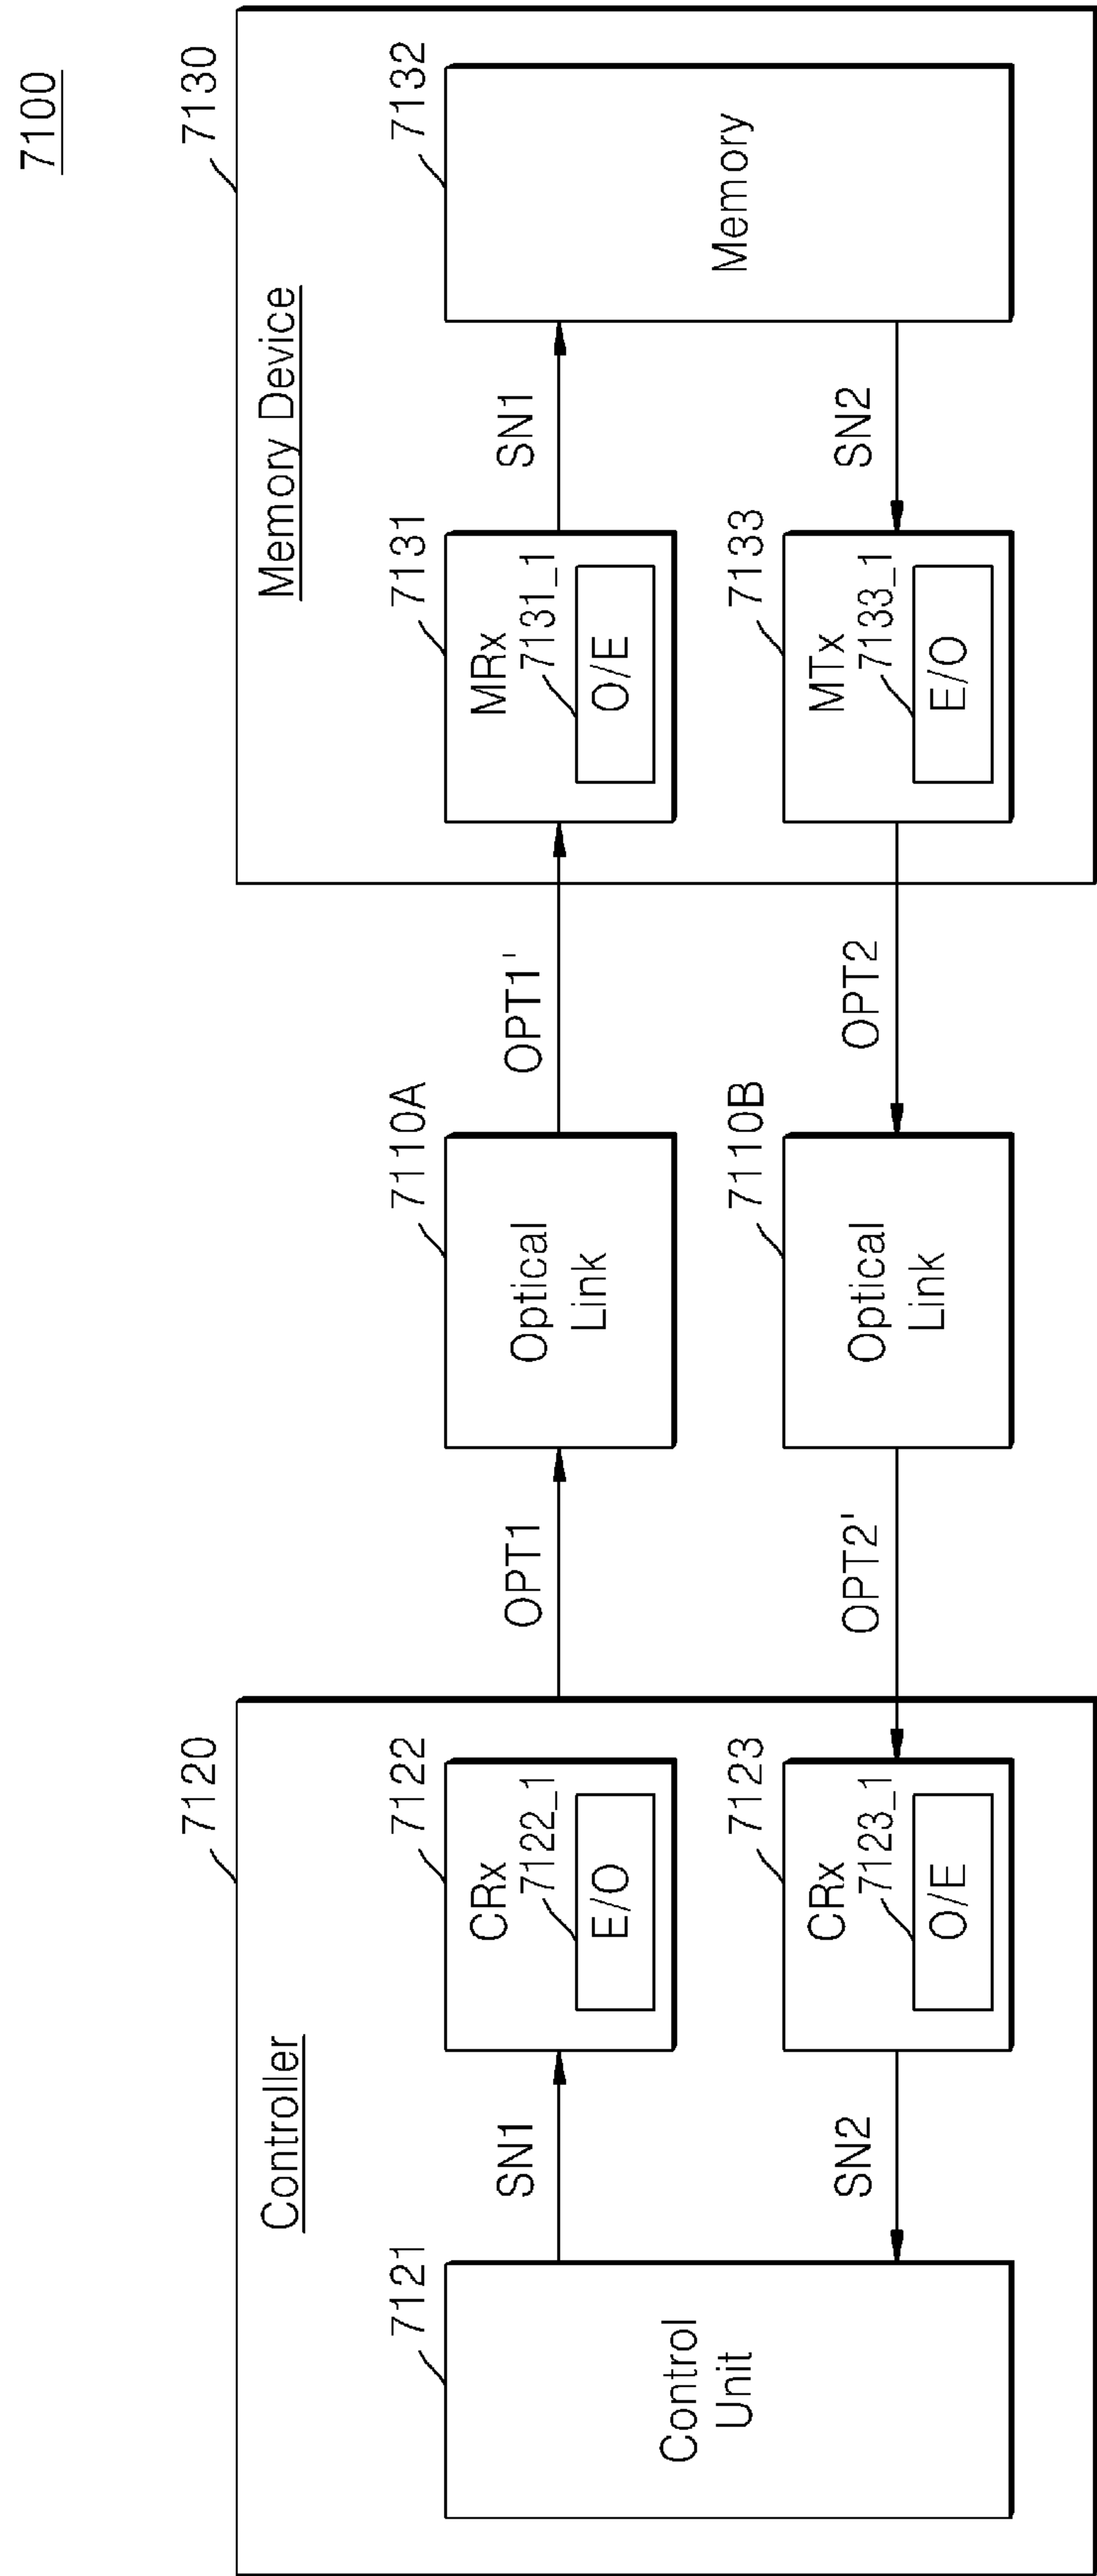 7100
7120
Controller
7121
Control
Unit
SN1
7122
CRx
7122_1
E/O
SN2
7123
CRx
7123_1
O/E
OPT1
7110A
Optical
Link
OPT1'
OPT2'
7110B
Optical
Link
OPT2
7130
Memory Device
7131
MRx
7131_1
O/E
SN1
7132
Memory
7133
MTx
7133_1
E/O
SN2